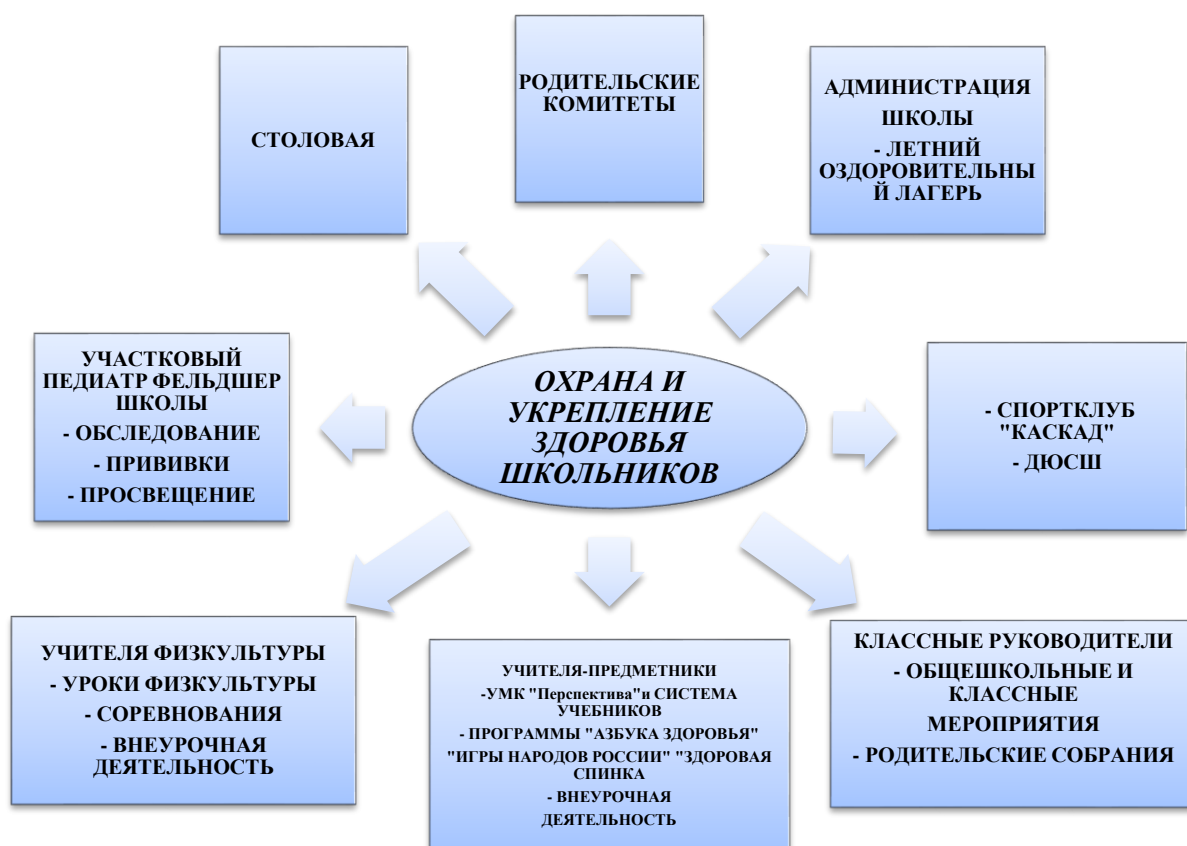 СТОЛОВАЯ
РОДИТЕЛЬСКИЕ
КОМИТЕТЫ
АДМИНИСТРАЦИЯ
ШКОЛЫ
- ЛЕТНИЙ
ОЗДОРОВИТЕЛЬНЫ
Й ЛАГЕРЬ
УЧАСТКОВЫЙ
ПЕДИАТР ФЕЛЬДШЕР
ШКОЛЫ
- ОБСЛЕДОВАНИЕ
- ПРИВИВКИ
- ПРОСВЕЩЕНИЕ
ОХРАНА И
УКРЕПЛЕНИЕ
ЗДОРОВЬЯ
ШКОЛЬНИКОВ
- СПОРТКЛУБ
"КАСКАД"
- ДЮСШ
УЧИТЕЛЯ ФИЗКУЛЬТУРЫ
- УРОКИ ФИЗКУЛЬТУРЫ
- СОРЕВНОВАНИЯ
- ВНЕУРОЧНАЯ
ДЕЯТЕЛЬНОСТЬ
УЧИТЕЛЯ-ПРЕДМЕТНИКИ
-УМК "Перспектива"и СИСТЕМА
УЧЕБНИКОВ
- ПРОГРАММЫ "АЗБУКА ЗДОРОВЬЯ"
"ИГРЫ НАРОДОВ РОССИИ" "ЗДОРОВАЯ
СПИНКА
- ВНЕУРОЧНАЯ
ДЕЯТЕЛЬНОСТЬ
КЛАССНЫЕ РУКОВОДИТЕЛИ
- ОБЩЕШКОЛЬНЫЕ И
КЛАССНЫЕ
МЕРОПРИЯТИЯ
- РОДИТЕЛЬСКИЕ СОБРАНИЯ